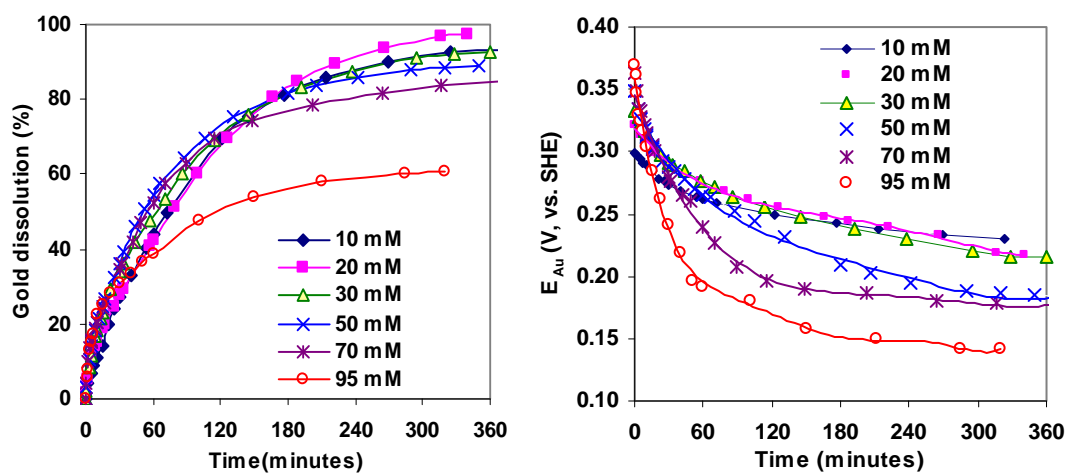 100
80
60
40
20
0
Gold dissolution (%)
10 mM
20 mM
30 mM
50 mM
70 mM
95 mM
0 60 120 180 240 300 360
Time(minutes)
0.40
0.35
0.30
0.25
0.20
0.15
0.10
E Au (V, vs. SHE)
10 mM
20 mM
30 mM
50 mM
70 mM
95 mM
0 60 120 180 240 300 360
Time (minutes)